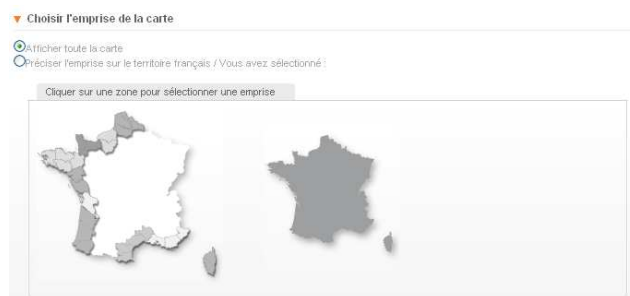 Choisir l'emprise de la carte
Afficher toute la carte
Préciser l'emprise sur le territoire français / Vous avez sélectionné :
Cliquer sur une zone pour sélectionner une emprise